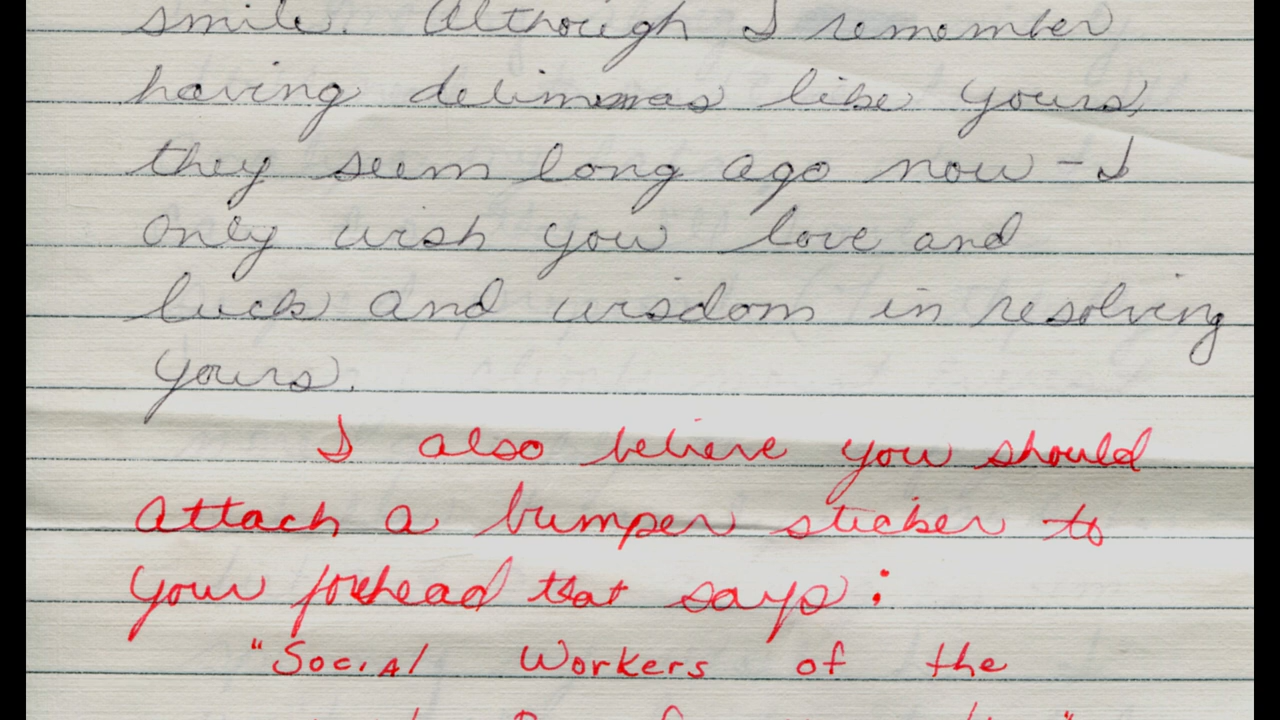 smile. Although I remember
having delimmas like yours,
they seem long ago now - I
only wish you love and
luck and wisdom in resolving
yours.
I also believe you should
attach a bumper sticker to
your forehead that says:
"Social Workers of the